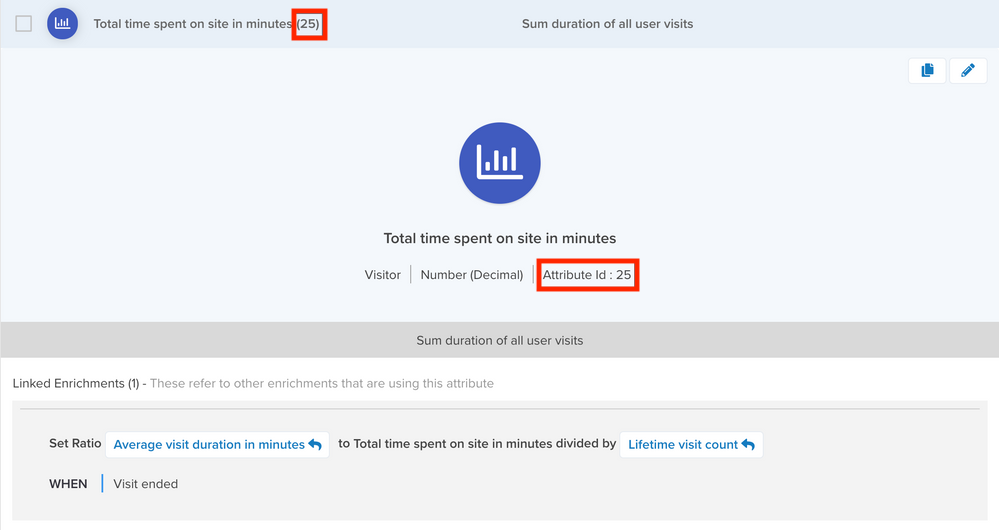 Total time spent on site in minutes (25) Sum duration of all user visits
Total time spent on site in minutes
Visitor Number (Decimal) Attribute Id : 25
Sum duration of all user visits
Linked Enrichments (1) - These refer to other enrichments that are using this attribute
Set Ratio Average visit duration in minutes to Total time spent on site in minutes divided by Lifetime visit count
WHEN Visit ended